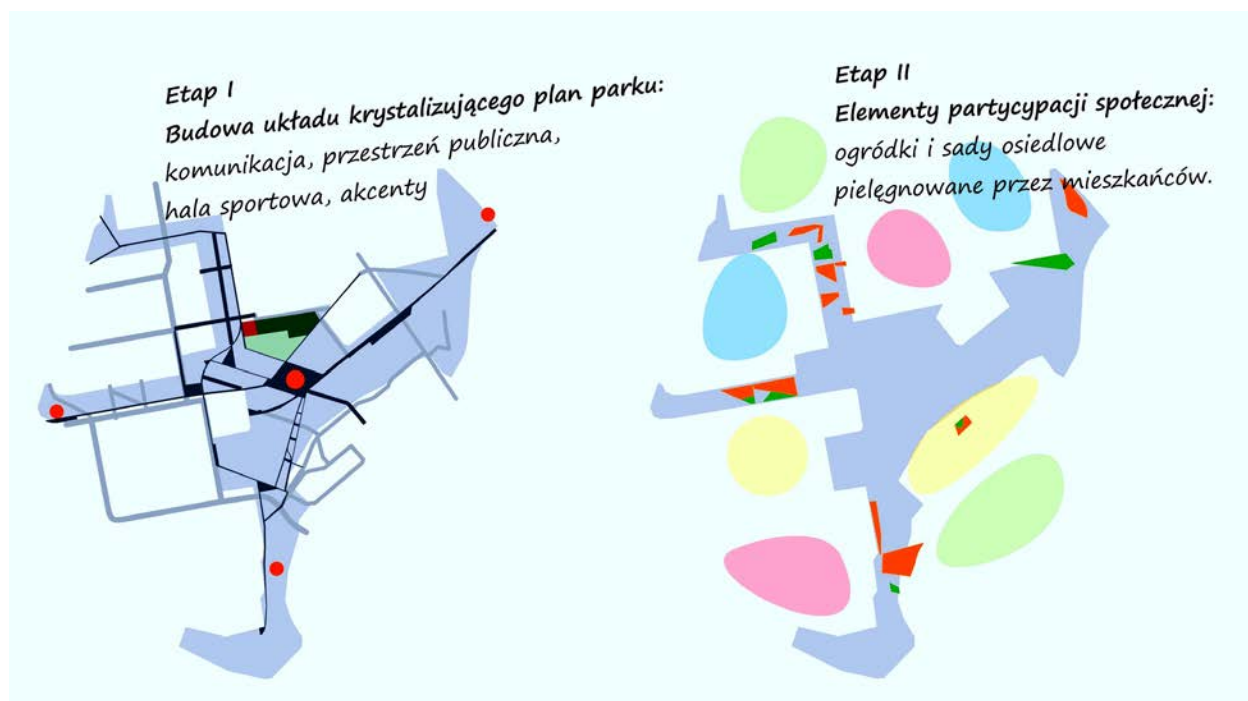 Etap I
Budowa układu krystalizującego plan parku:
komunikacja, przestrzeń publiczna,
hala sportowa, akcenty
Etap II
Elementy partycypacji społecznej:
ogródki i sady osiedlowe
pielęgnowane przez mieszkańców.